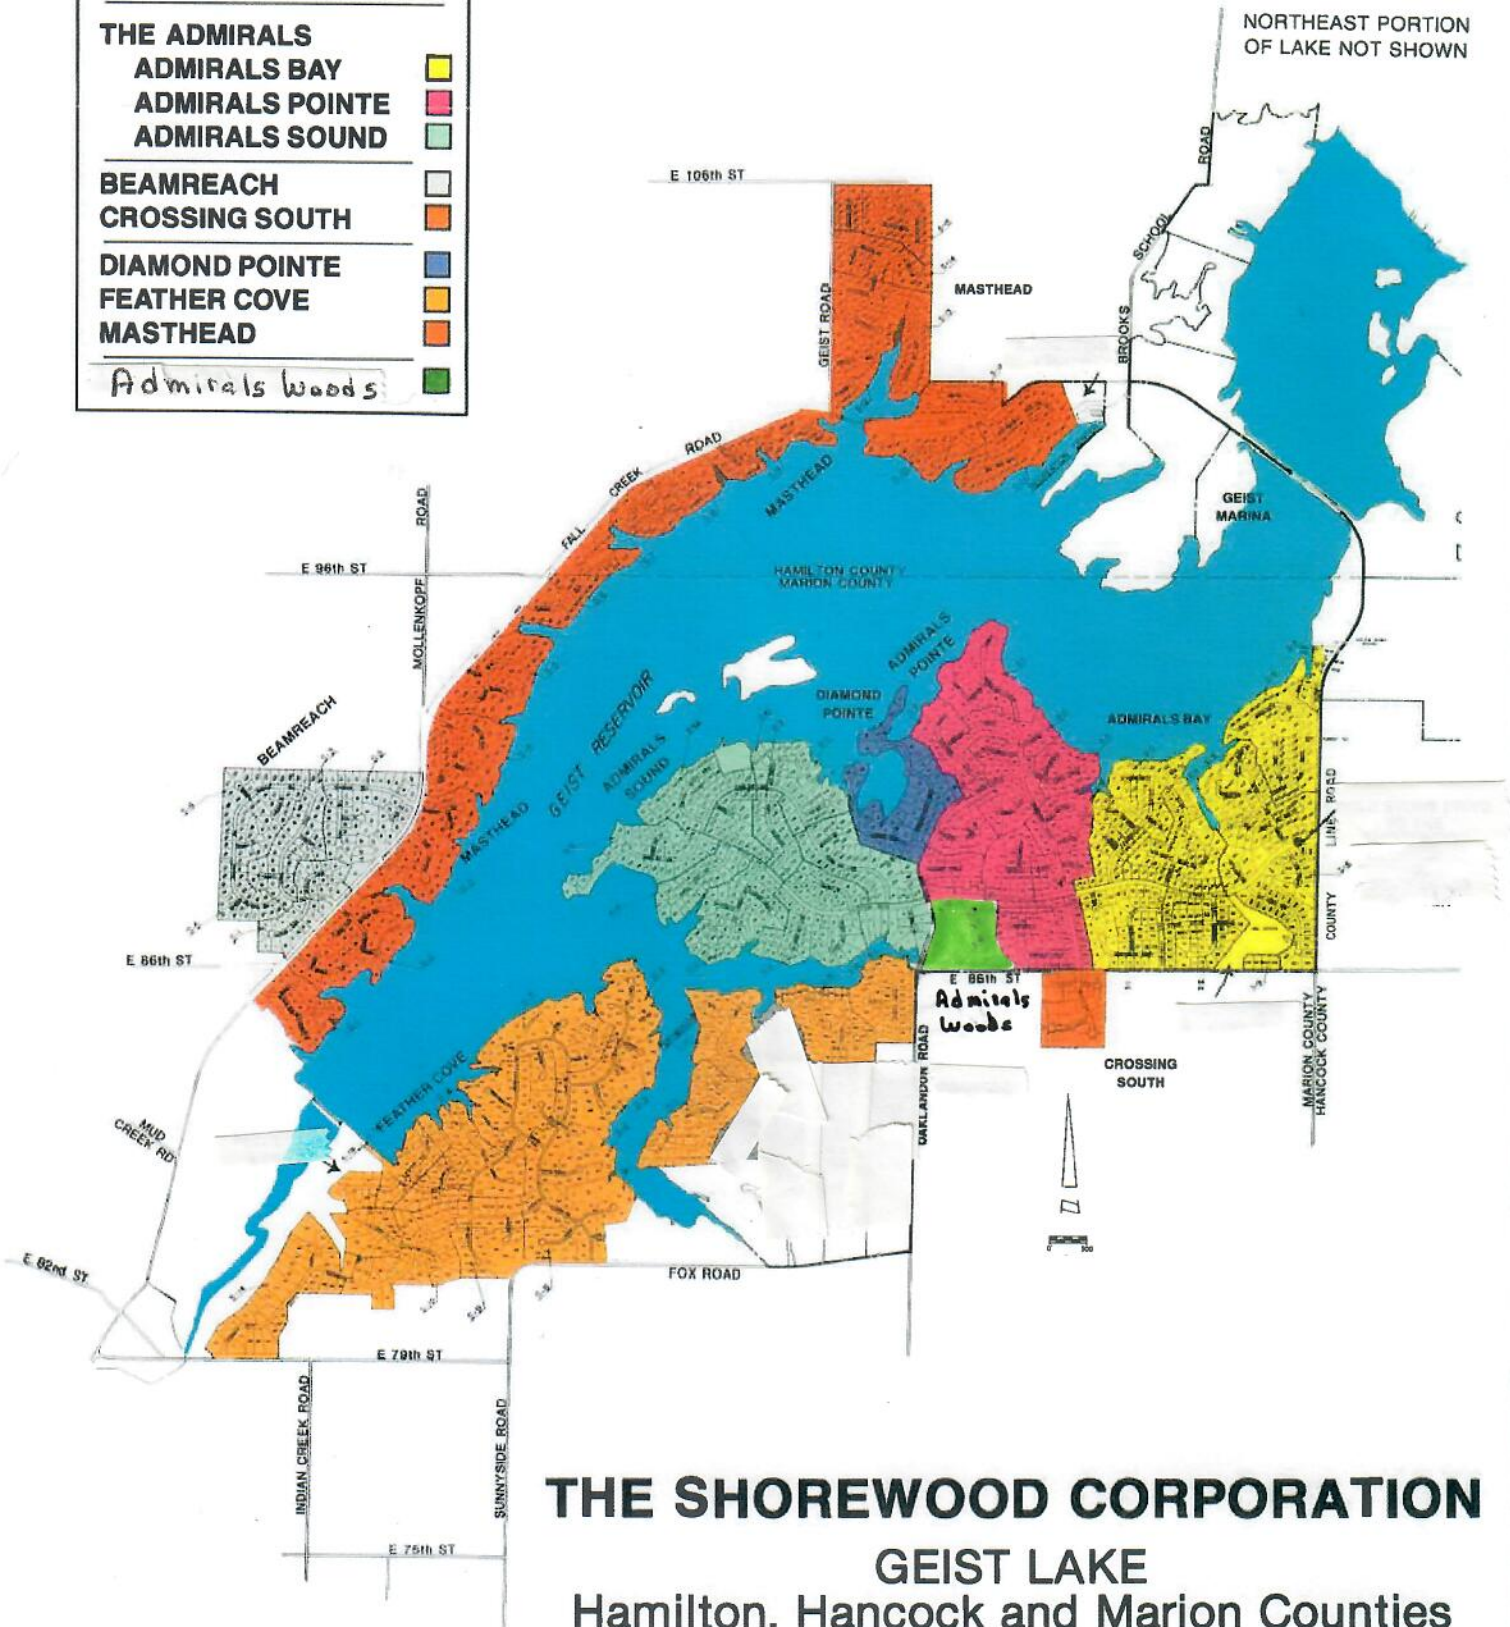 THE ADMIRALS
ADMIRALS BAY
ADMIRALS POINTE
ADMIRALS SOUND
BEAMREACH
CROSSING SOUTH
DIAMOND POINTE
FEATHER COVE
MASTHEAD
Admirals Woods
NORTHEAST PORTION
OF LAKE NOT SHOWN
E 106th ST
ROAD
SCHOOL
BROOKS
GEIST ROAD
MASTHEAD
FALL
CREEK
ROAD
MASTHEAD
GEIST
MARINA
ROAD
MOLLENKOPF
E 96th ST
HAMILTON COUNTY
MARION COUNTY
ADMIRALS
POINTE
DIAMOND
POINTE
GEIST RESERVOIR
ADMIRALS
SOUND
ADMIRALS BAY
BEAMREACH
MASTHEAD
LINE ROAD
COUNTY
E 86th ST
E 86th ST
Admirals
Woods
CROSSING
SOUTH
MARION COUNTY
HANCOCK COUNTY
OAKLANDON ROAD
FEATHER COVE
MUD
CREEK RD
E 82nd ST
FOX ROAD
E 79th ST
INDIAN CREEK ROAD
SUNNYSIDE ROAD
E 75th ST
THE SHOREWOOD CORPORATION
GEIST LAKE
Hamilton, Hancock and Marion Counties